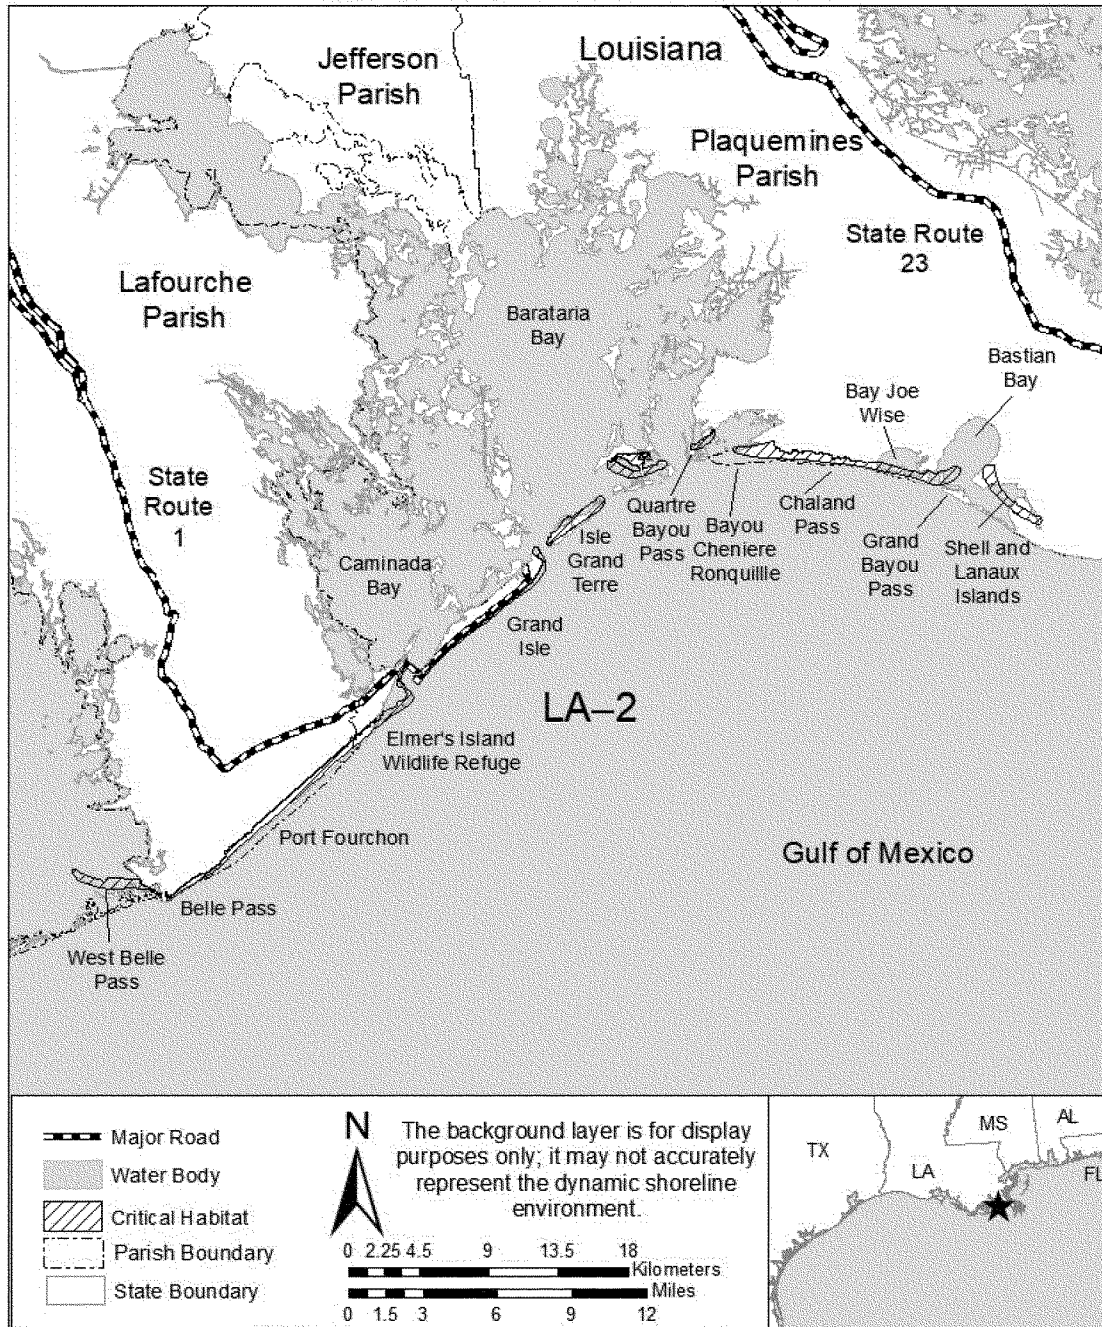 Jefferson
Parish
Louisiana
Plaquemines
Parish
State Route
23
Lafourche
Parish
Barataria
Bay
Bastian
Bay
Bay Joe
Wise
State
Route
1
Caminada
Bay
Isle
Grand
Terre
Quartre
Bayou
Pass
Bayou
Cheniere
Ronquillle
Chaland
Pass
Grand
Bayou
Pass
Shell and
Lanaux
Islands
Grand
Isle
LA–2
Elmer's Island
Wildlife Refuge
Port Fourchon
Gulf of Mexico
Belle Pass
West Belle
Pass
Major Road
Water Body
Critical Habitat
Parish Boundary
State Boundary
N
The background layer is for display
purposes only; it may not accurately
represent the dynamic shoreline
environment.
0 2.25 4.5 9 13.5 18
Kilometers
Miles
0 1.5 3 6 9 12
TX
LA
MS
AL
FL